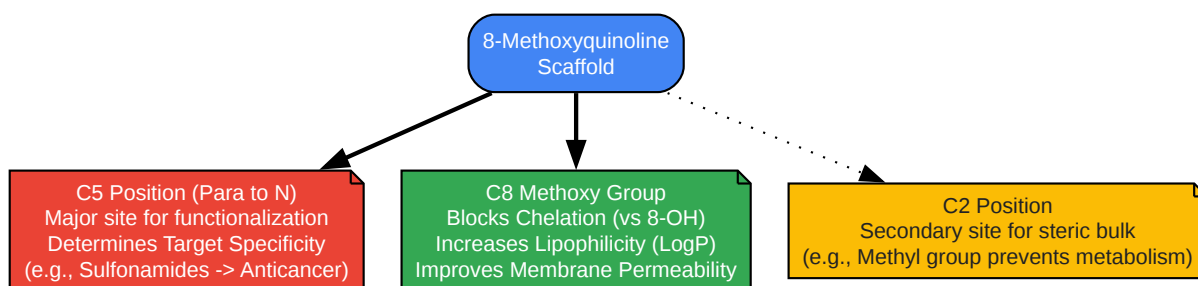 8-Methoxyquinoline
Scaffold
C5 Position (Para to N)
Major site for functionalization
Determines Target Specificity
(e.g., Sulfonamides -> Anticancer)
C8 Methoxy Group
Blocks Chelation (vs 8-OH)
Increases Lipophilicity (LogP)
Improves Membrane Permeability
C2 Position
Secondary site for steric bulk
(e.g., Methyl group prevents metabolism)